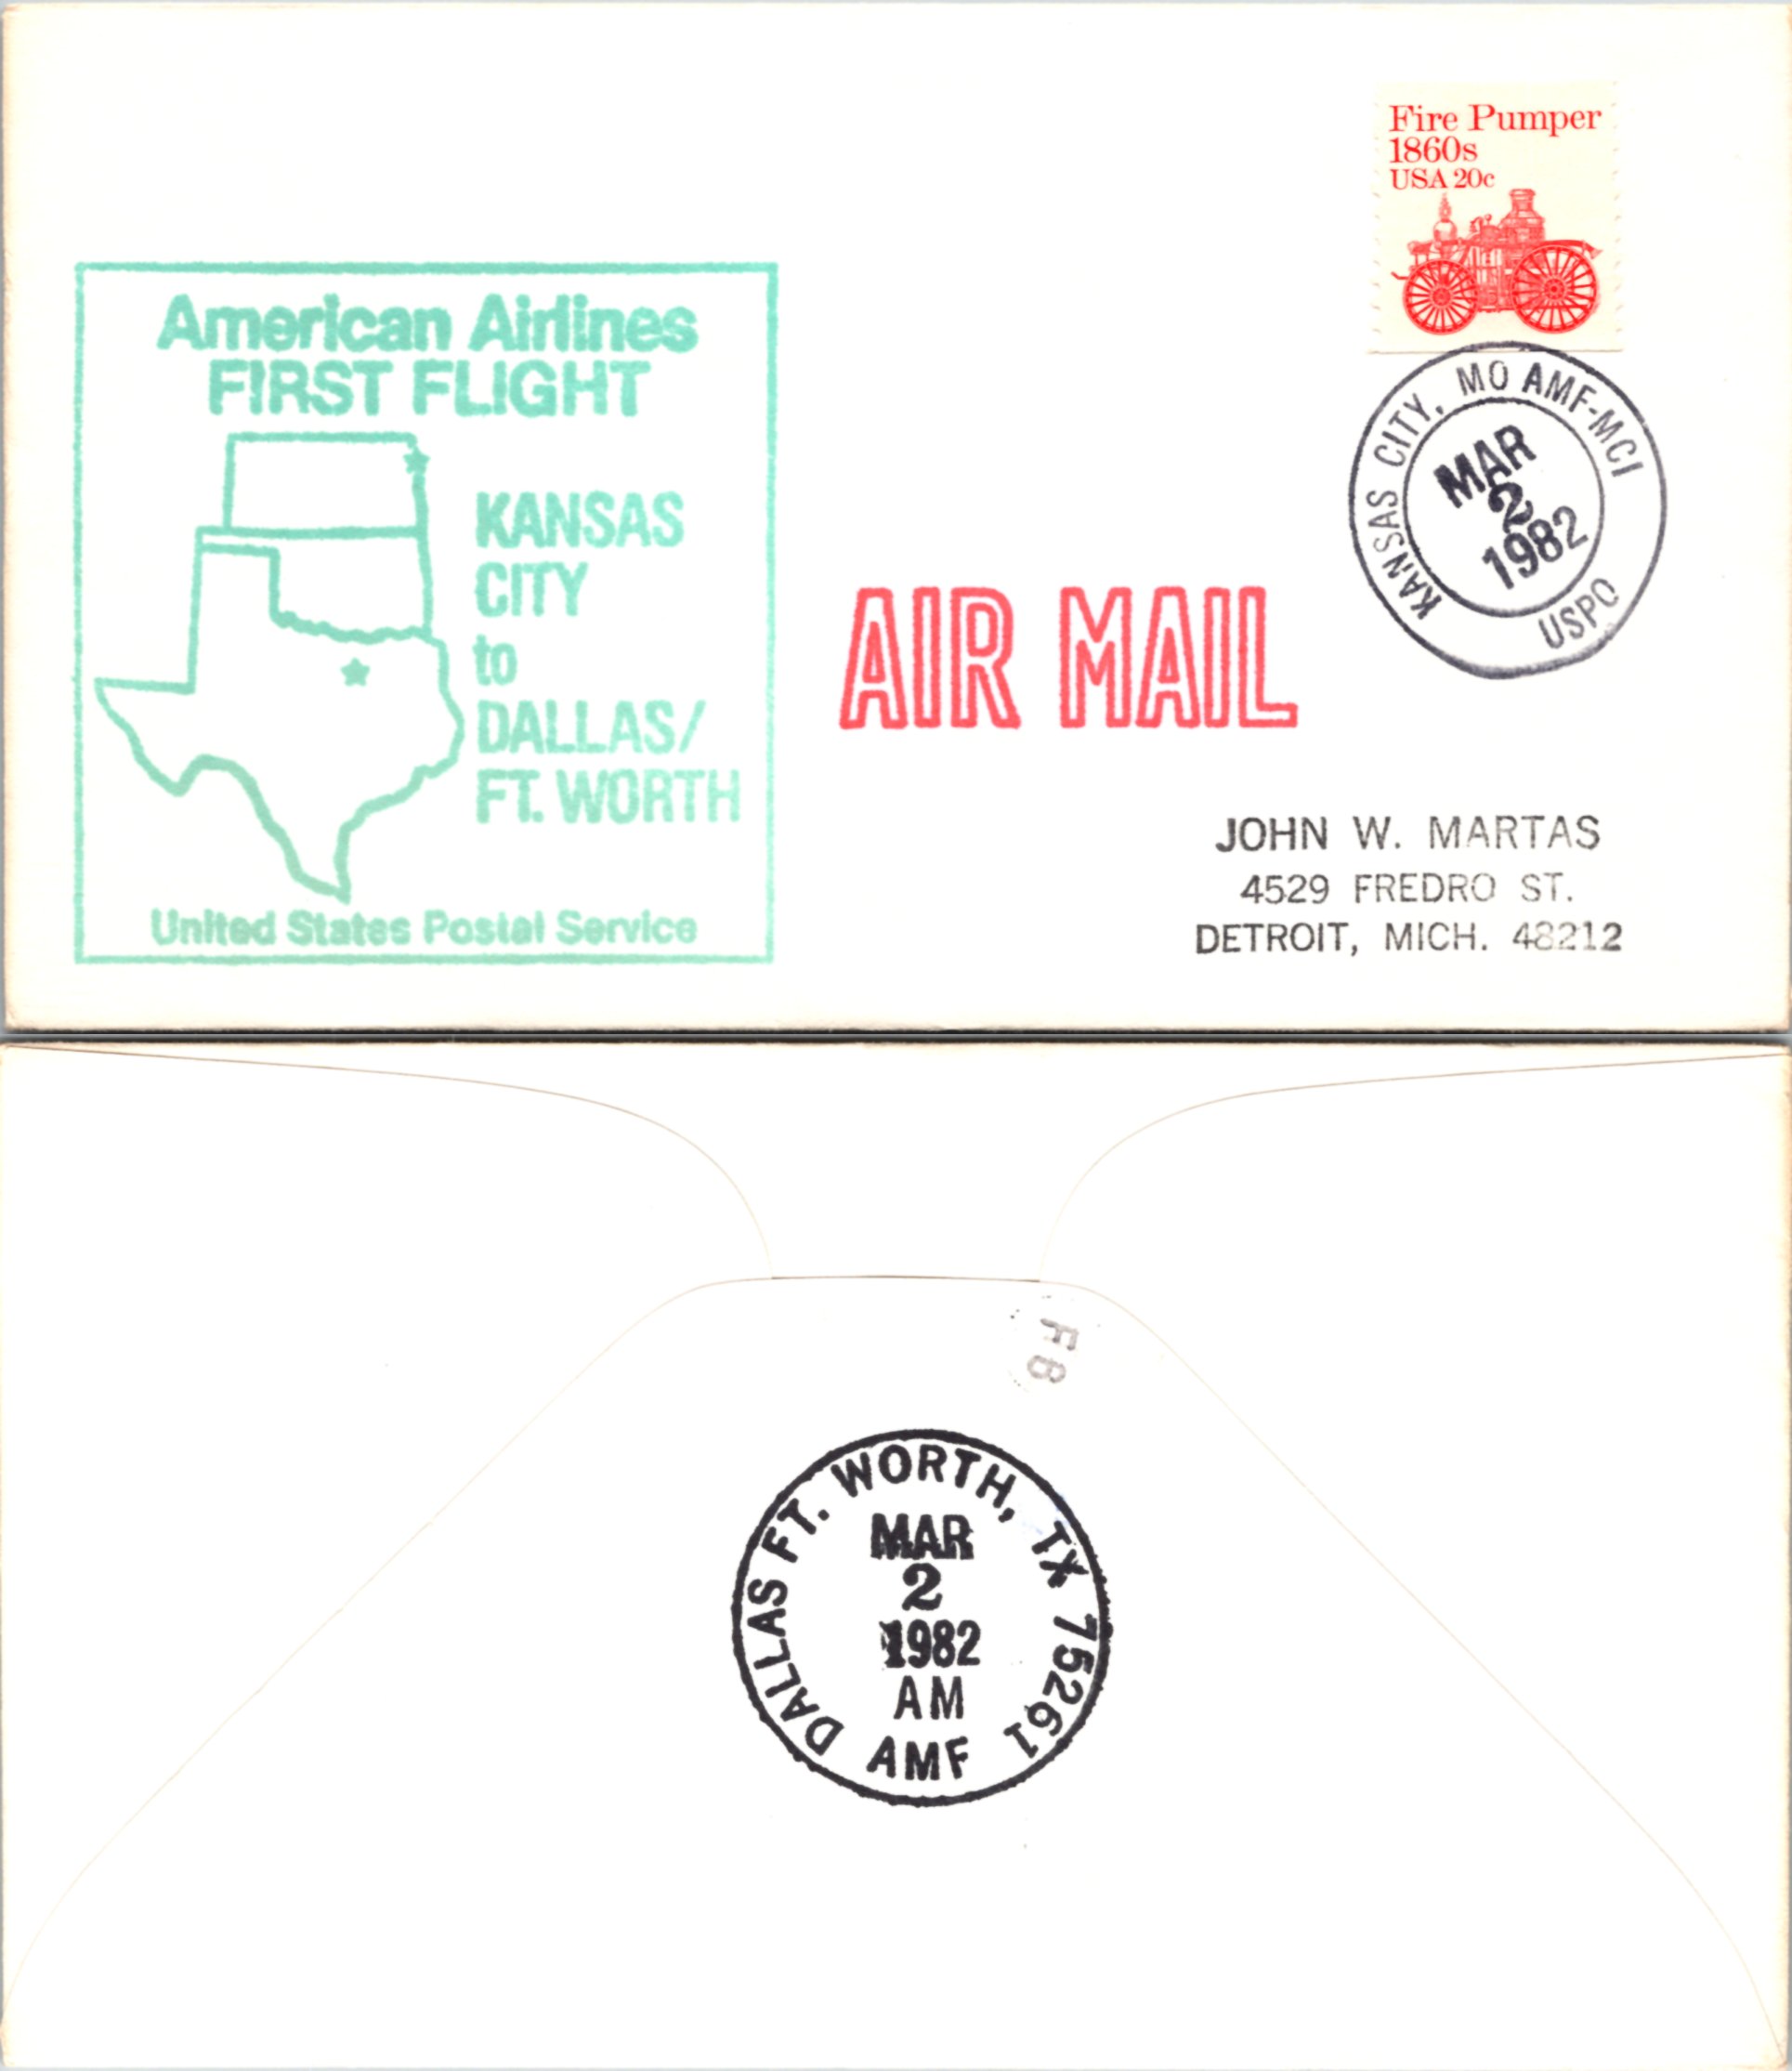 Fire Pumper
1860s
USA 20c
American Airlines
FIRST FLIGHT
KANSAS
CITY
to
DALLAS/
FT. WORTH
United States Postal Service
KANSAS CITY, MO AMF-MCI
MAR
2
1982
USPO
AIR MAIL
JOHN W. MARTAS
4529 FREDRO ST.
DETROIT, MICH. 48212
FB
DALLAS FT. WORTH, TX 75261
MAR
2
1982
AM
AMF